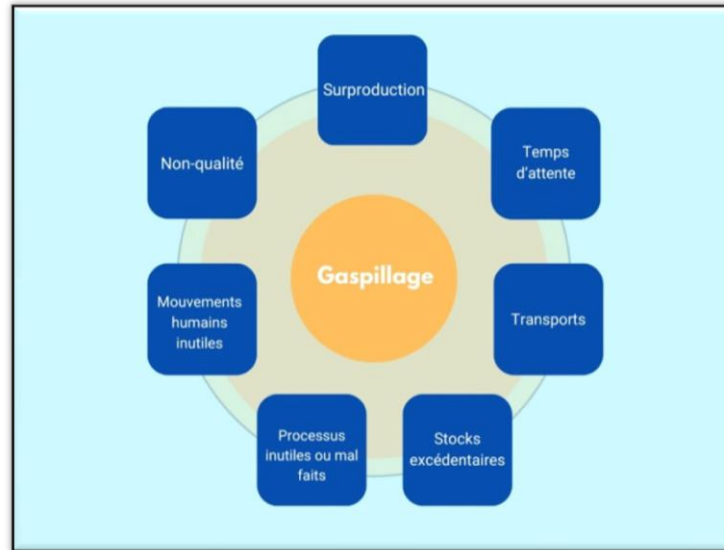 Surproduction
Temps
d'attente
Transports
Stocks
excédentaires
Processus
inutiles ou mal
faits
Mouvements
humains
inutiles
Non-qualité
Gaspillage